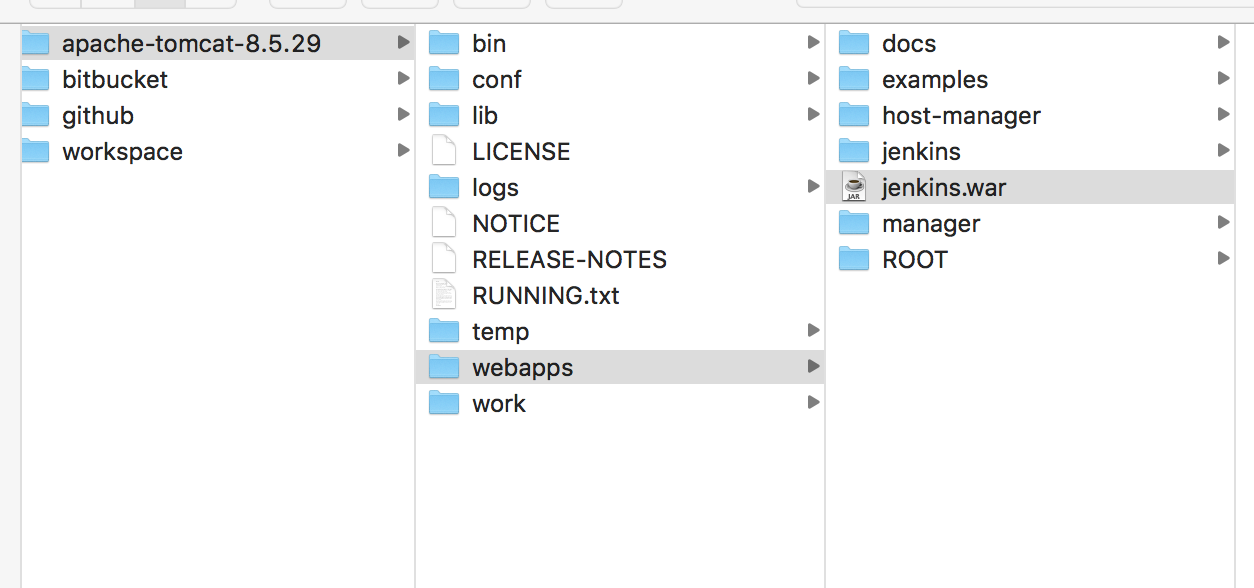 apache-tomcat-8.5.29
bitbucket
github
workspace
bin
conf
lib
LICENSE
logs
NOTICE
RELEASE-NOTES
RUNNING.txt
temp
webapps
work
docs
examples
host-manager
jenkins
JAR
jenkins.war
manager
ROOT